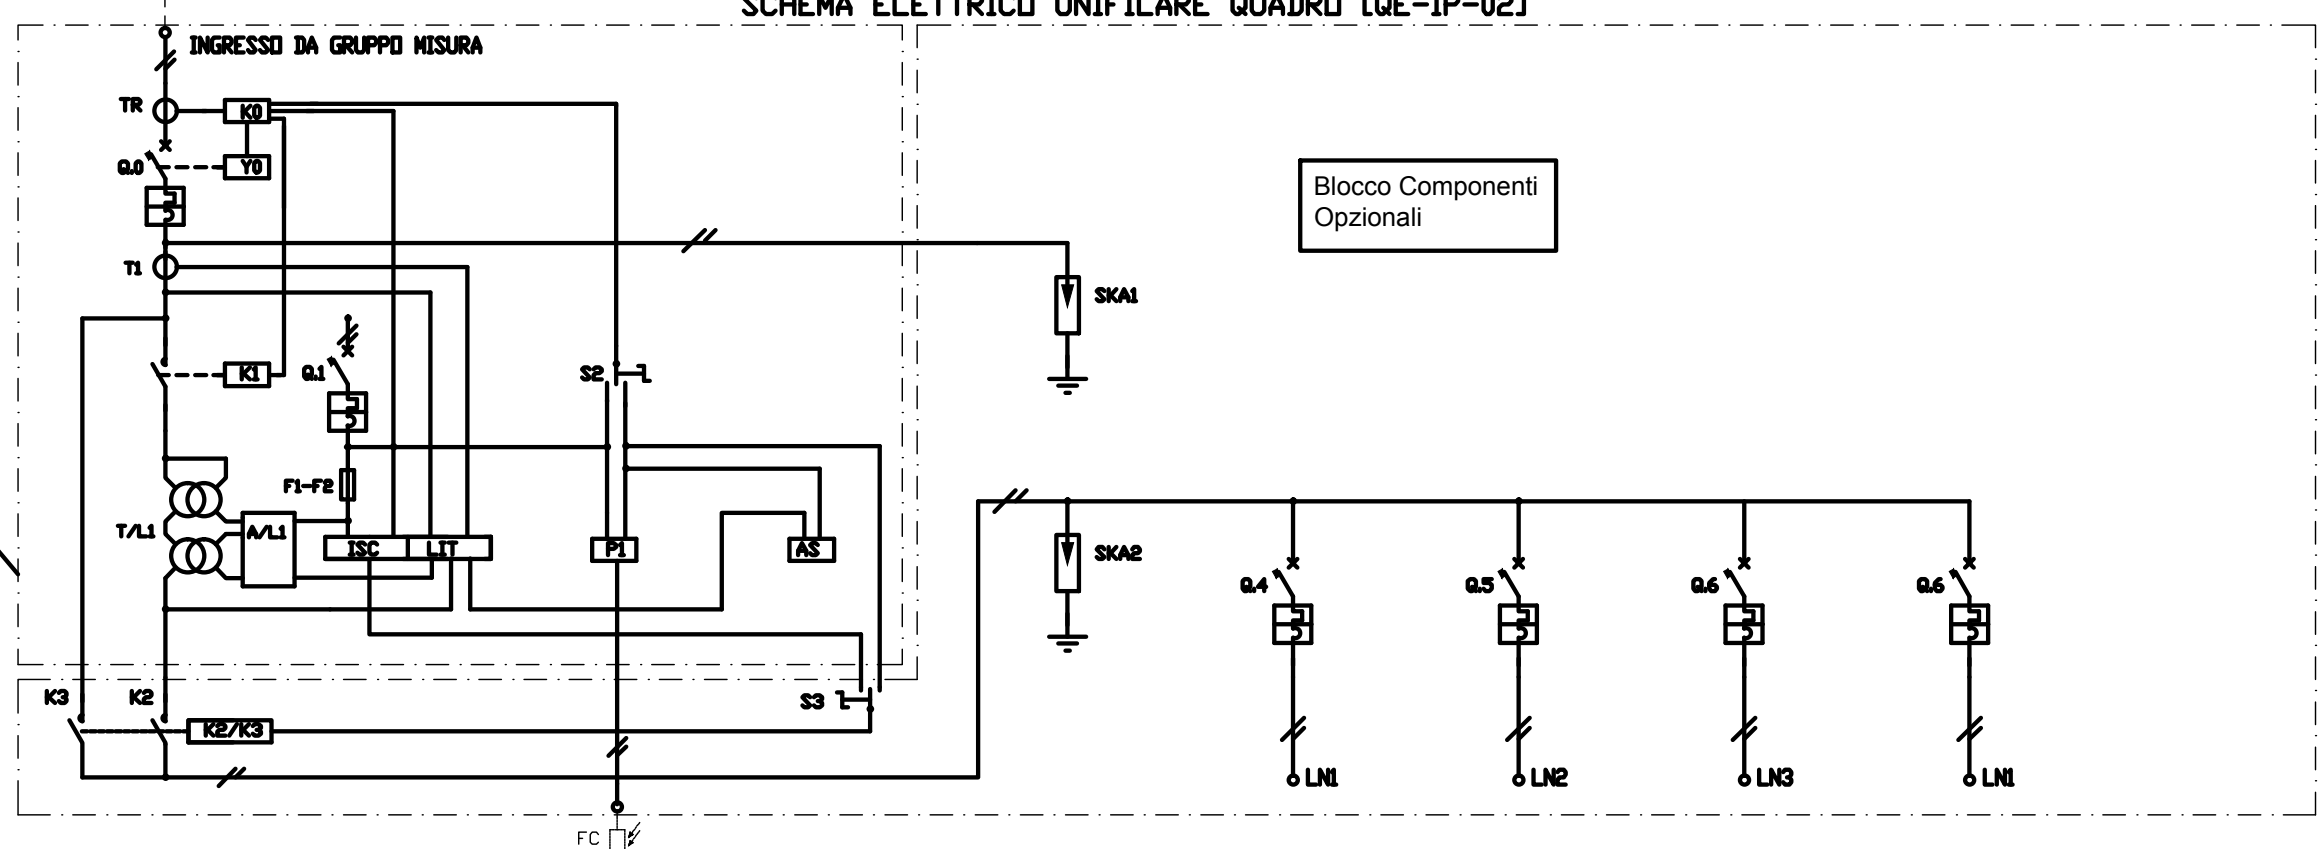 SCHEMA ELETTRICO UNIFILARE QUADRO [QE-IP-02]
INGRESSO DA GRUPPO MISURA
TR
K0
Q.0
Y0
Blocco Componenti
Opzionali
T1
SKA1
K1
Q.1
S2
F1-F2
T/L1
A/L1
ISC
LIT
P1
AS
SKA2
Q.4
Q.5
Q.6
Q.6
K3
K2
S3
K2/K3
LN1
LN2
LN3
LN1
FC